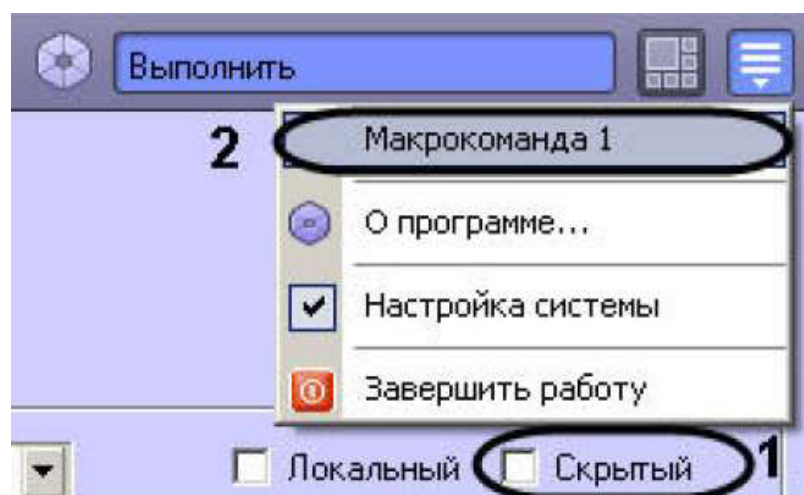 Выполнить
2
Макрокоманда 1
О программе...
Настройка системы
Завершить работу
Локальный Скрытый 1